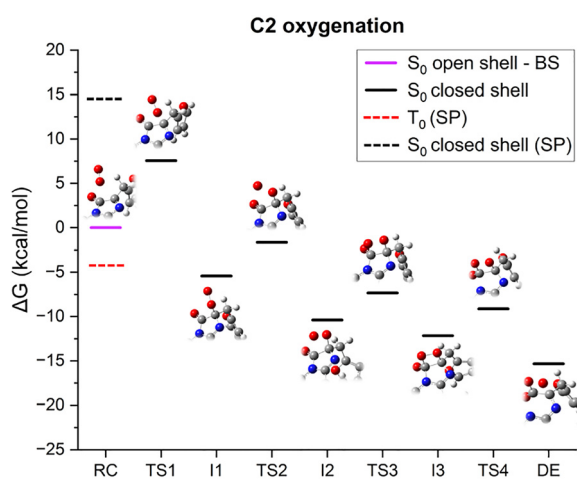 C2 oxygenation
20
15
10
5
0
−5
−10
−15
−20
−25
ΔG (kcal/mol)
S₀ open shell - BS
S₀ closed shell
T₀ (SP)
S₀ closed shell (SP)
RC TS1 I1 TS2 I2 TS3 I3 TS4 DE